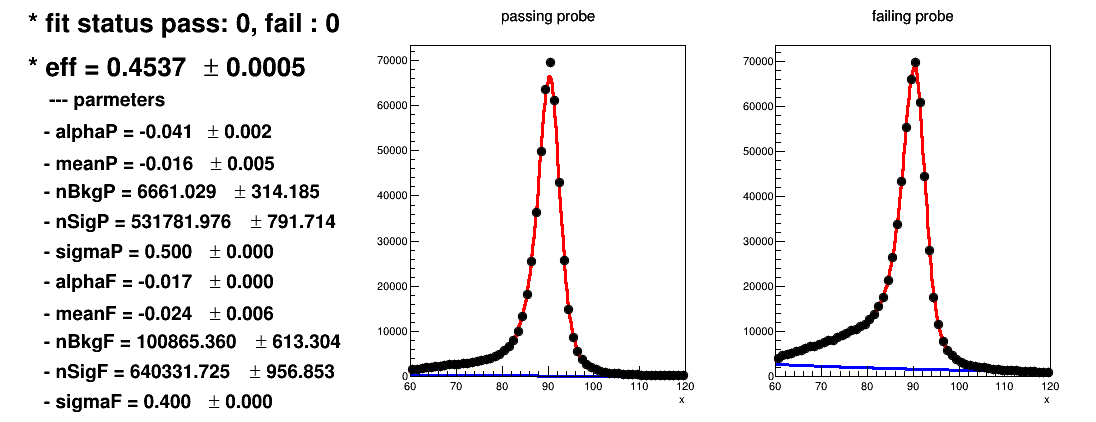 * fit status pass: 0, fail : 0
* eff = 0.4537 ± 0.0005
--- parmeters
- alphaP = -0.041 ± 0.002
- meanP = -0.016 ± 0.005
- nBkgP = 6661.029 ± 314.185
- nSigP = 531781.976 ± 791.714
- sigmaP = 0.500 ± 0.000
- alphaF = -0.017 ± 0.000
- meanF = -0.024 ± 0.006
- nBkgF = 100865.360 ± 613.304
- nSigF = 640331.725 ± 956.853
- sigmaF = 0.400 ± 0.000
passing probe
70000
60000
50000
40000
30000
20000
10000
0
60 70 80 90 100 110 120
x
failing probe
70000
60000
50000
40000
30000
20000
10000
0
60 70 80 90 100 110 120
x